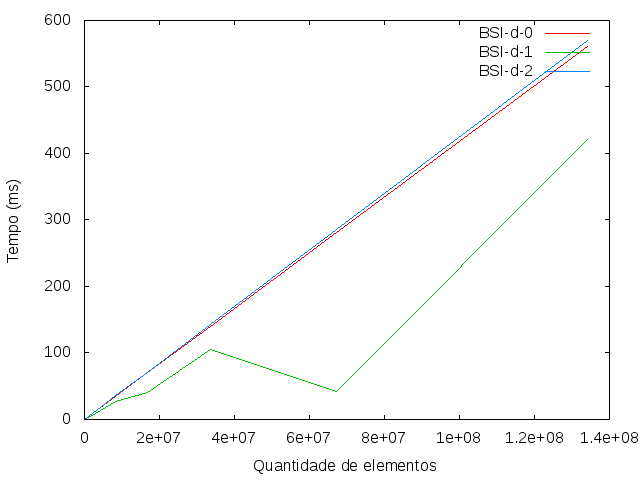 600
500
400
300
200
100
0
Tempo (ms)
BSI-d-0
BSI-d-1
BSI-d-2
0 2e+07 4e+07 6e+07 8e+07 1e+08 1.2e+08 1.4e+08
Quantidade de elementos